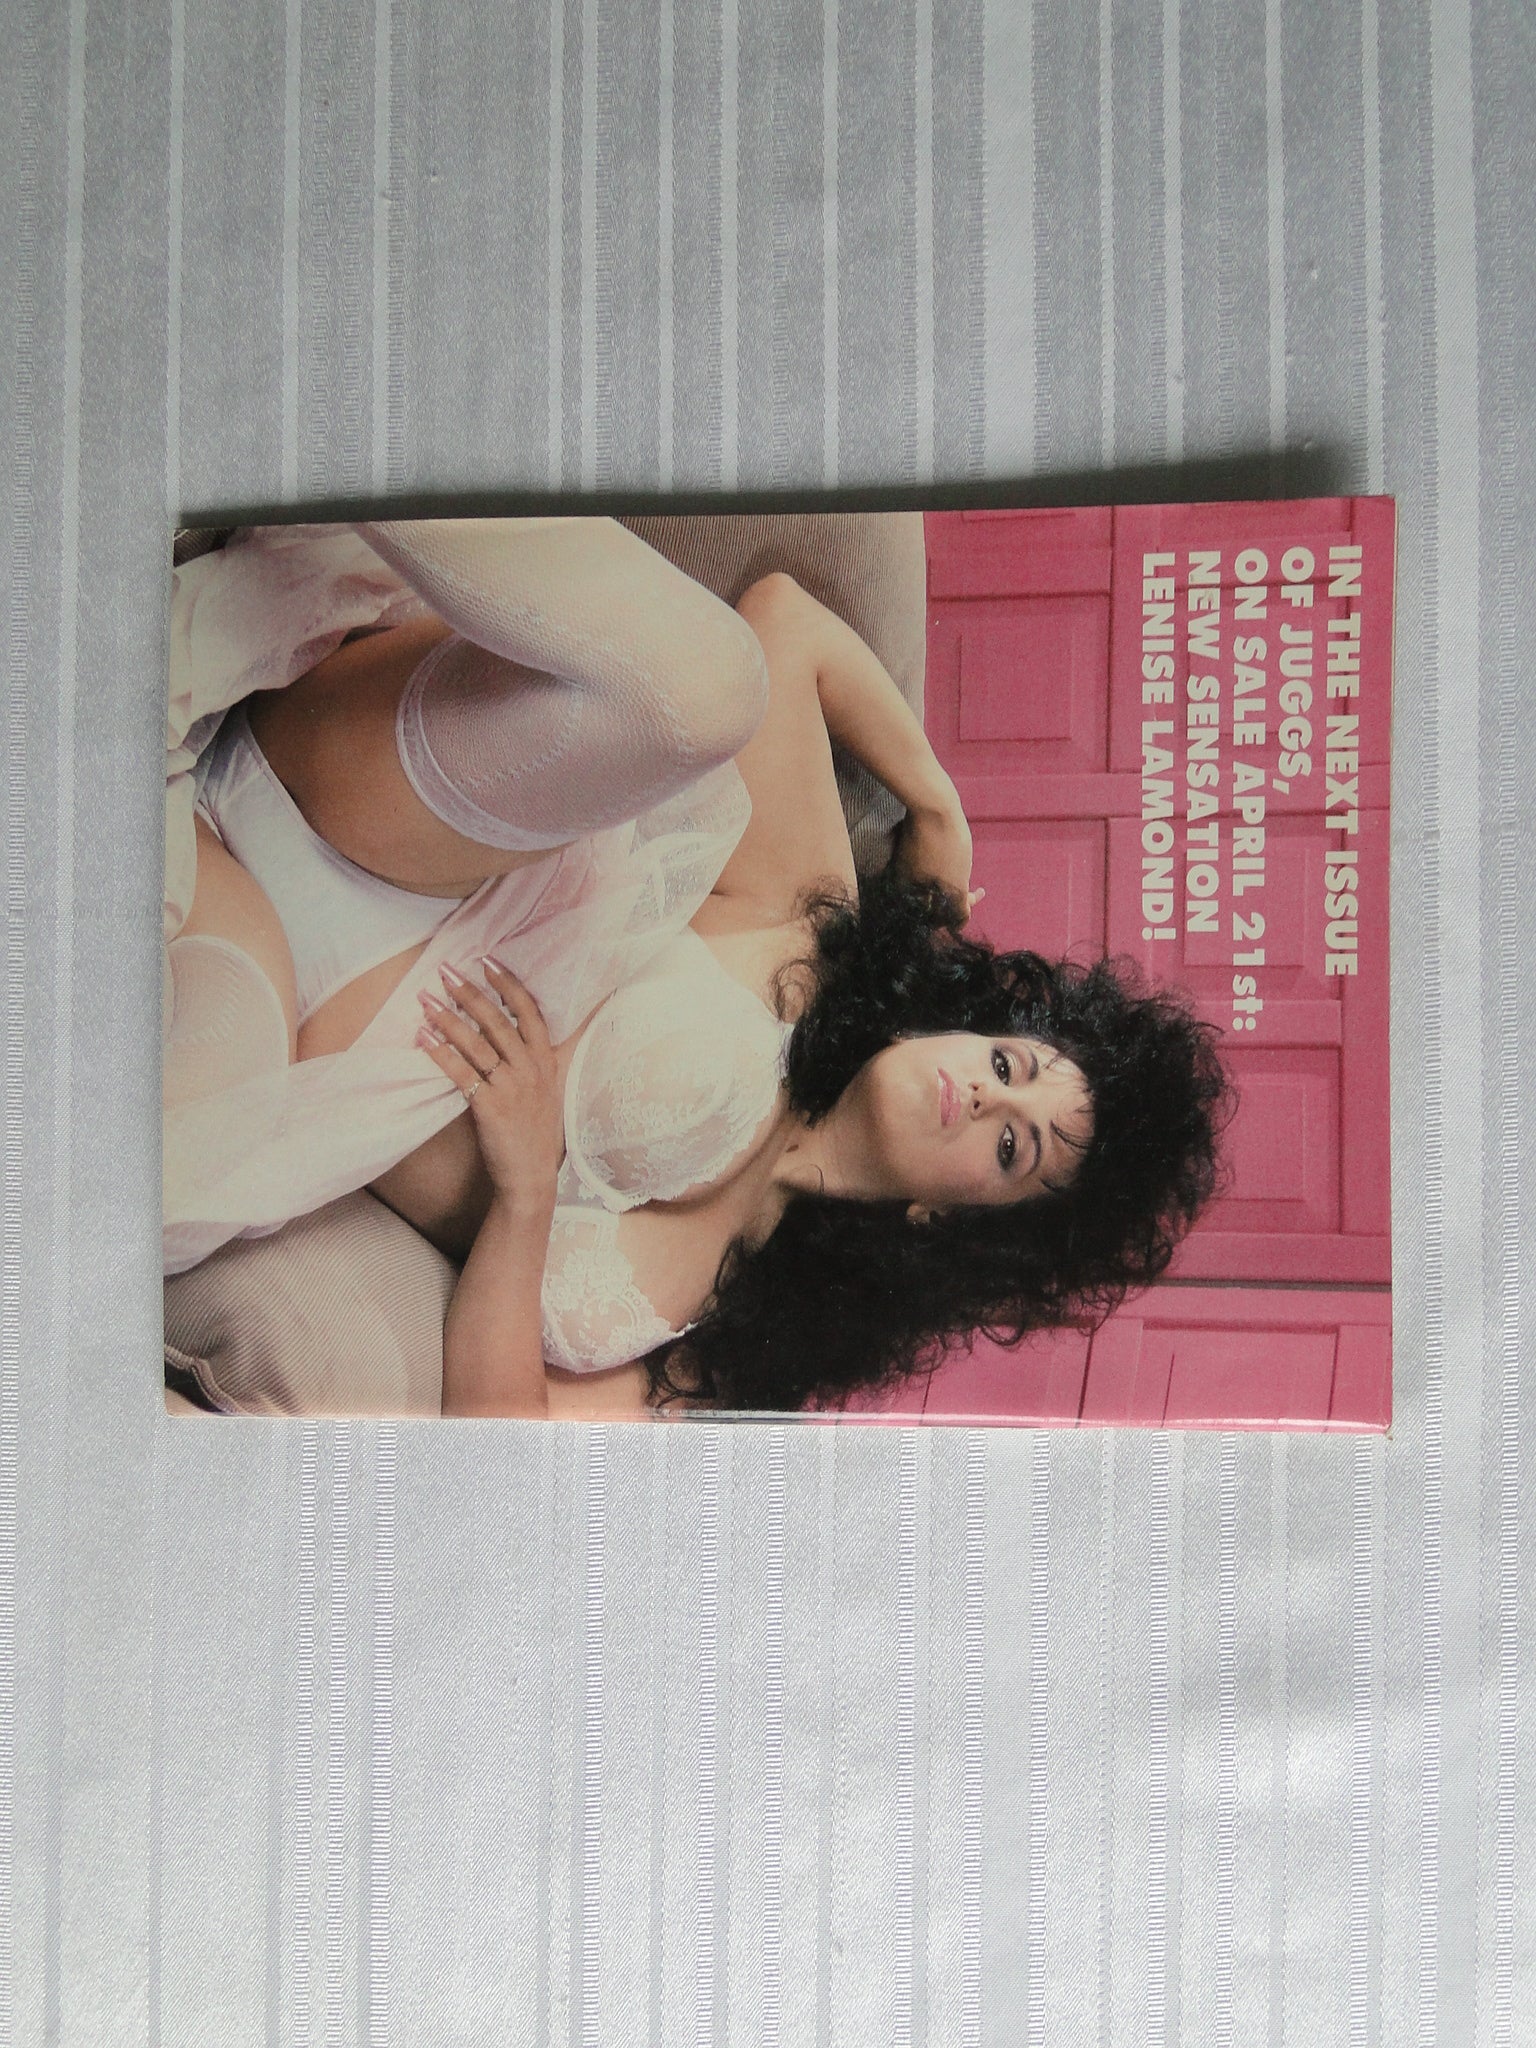 IN THE NEXT ISSUE
OF JUGGS,
ON SALE APRIL 21st:
NEW SENSATION
LENISE LAMOND!